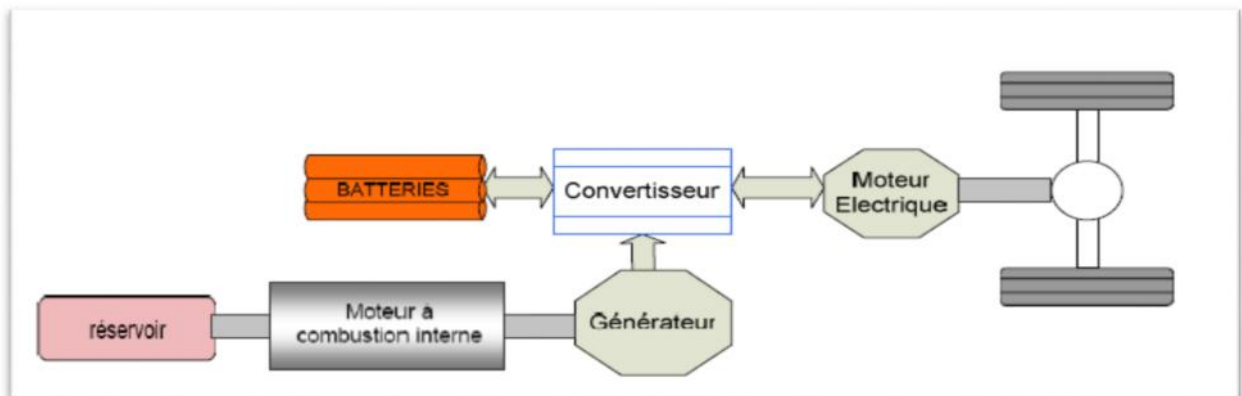 BATTERIES
Convertisseur
Moteur
Electrique
réservoir
Moteur à
combustion interne
Générateur